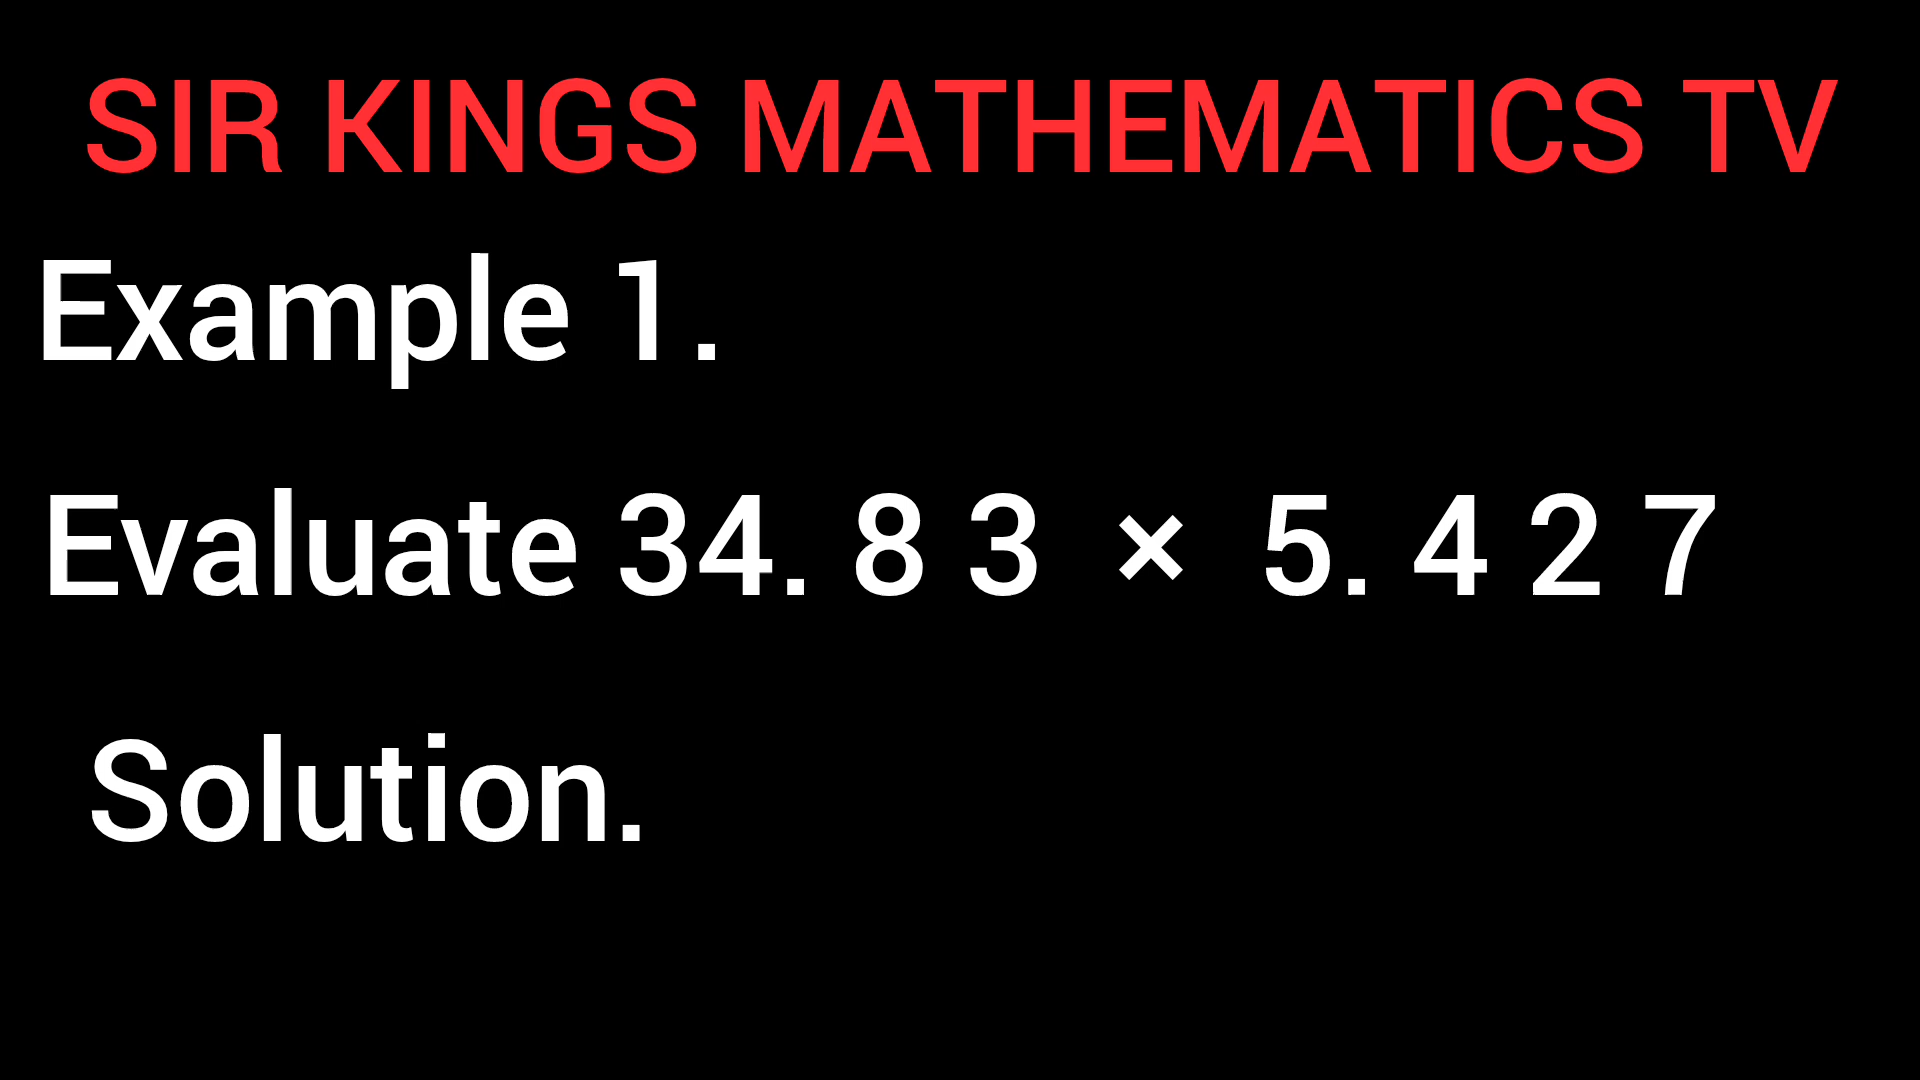 SIR KINGS MATHEMATICS TV
Example 1.
Evaluate 34. 8 3 × 5. 4 2 7
Solution.